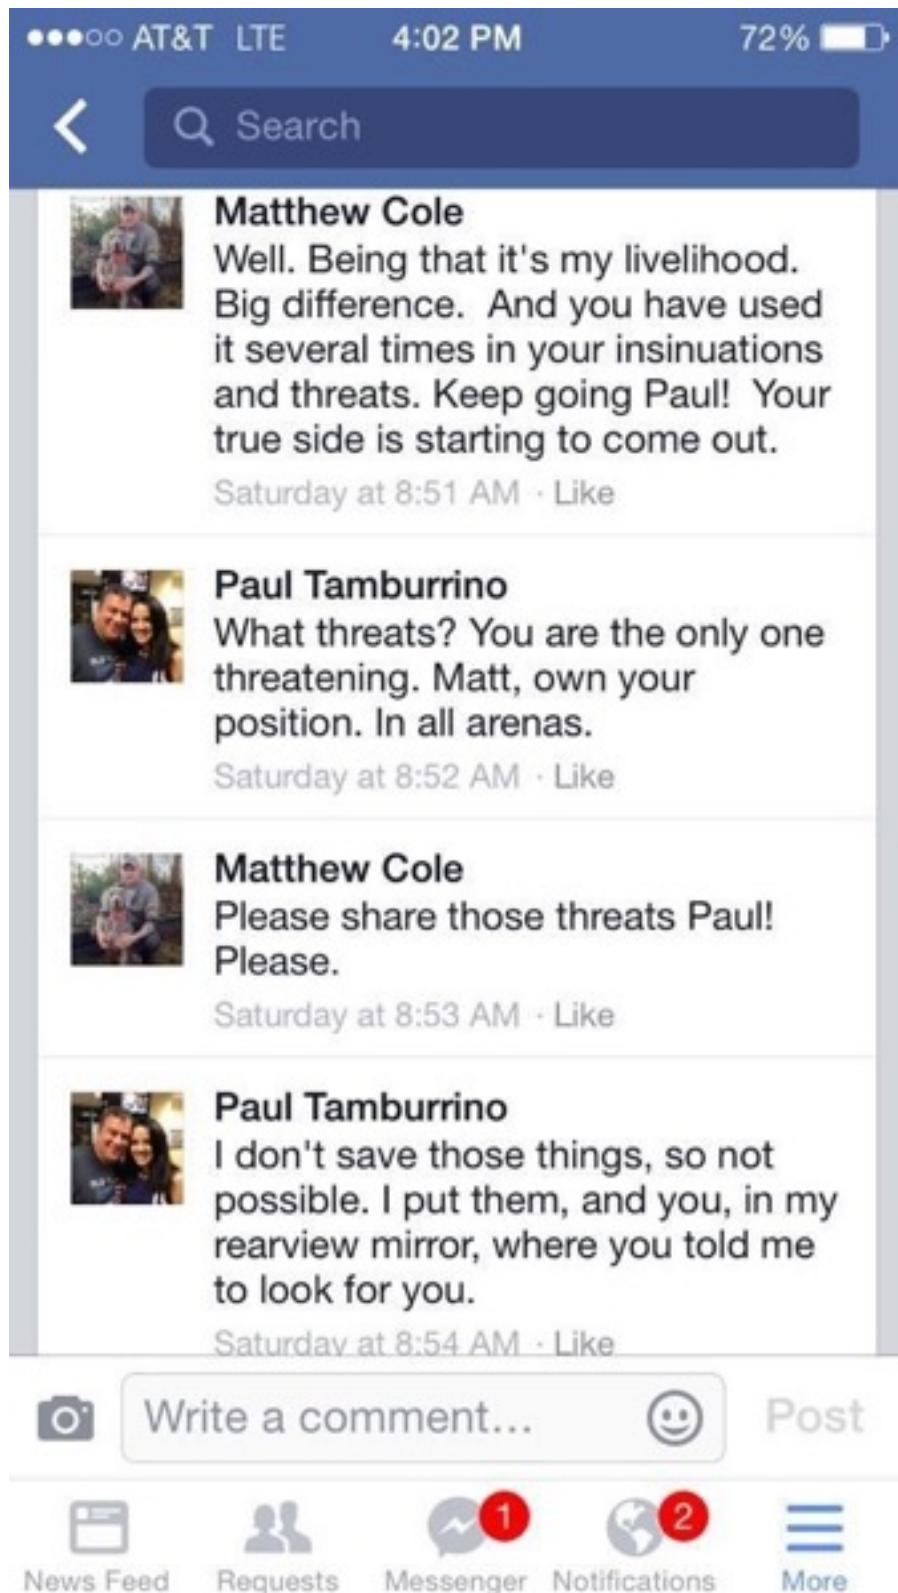 AT&T LTE 4:02 PM 72%
Search
Matthew Cole
Well. Being that it's my livelihood.
Big difference.  And you have used
it several times in your insinuations
and threats. Keep going Paul!  Your
true side is starting to come out.
Saturday at 8:51 AM · Like
Paul Tamburrino
What threats? You are the only one
threatening. Matt, own your
position. In all arenas.
Saturday at 8:52 AM · Like
Matthew Cole
Please share those threats Paul!
Please.
Saturday at 8:53 AM · Like
Paul Tamburrino
I don't save those things, so not
possible. I put them, and you, in my
rearview mirror, where you told me
to look for you.
Saturday at 8:54 AM · Like
Write a comment... Post
1 2
News Feed Requests Messenger Notifications More